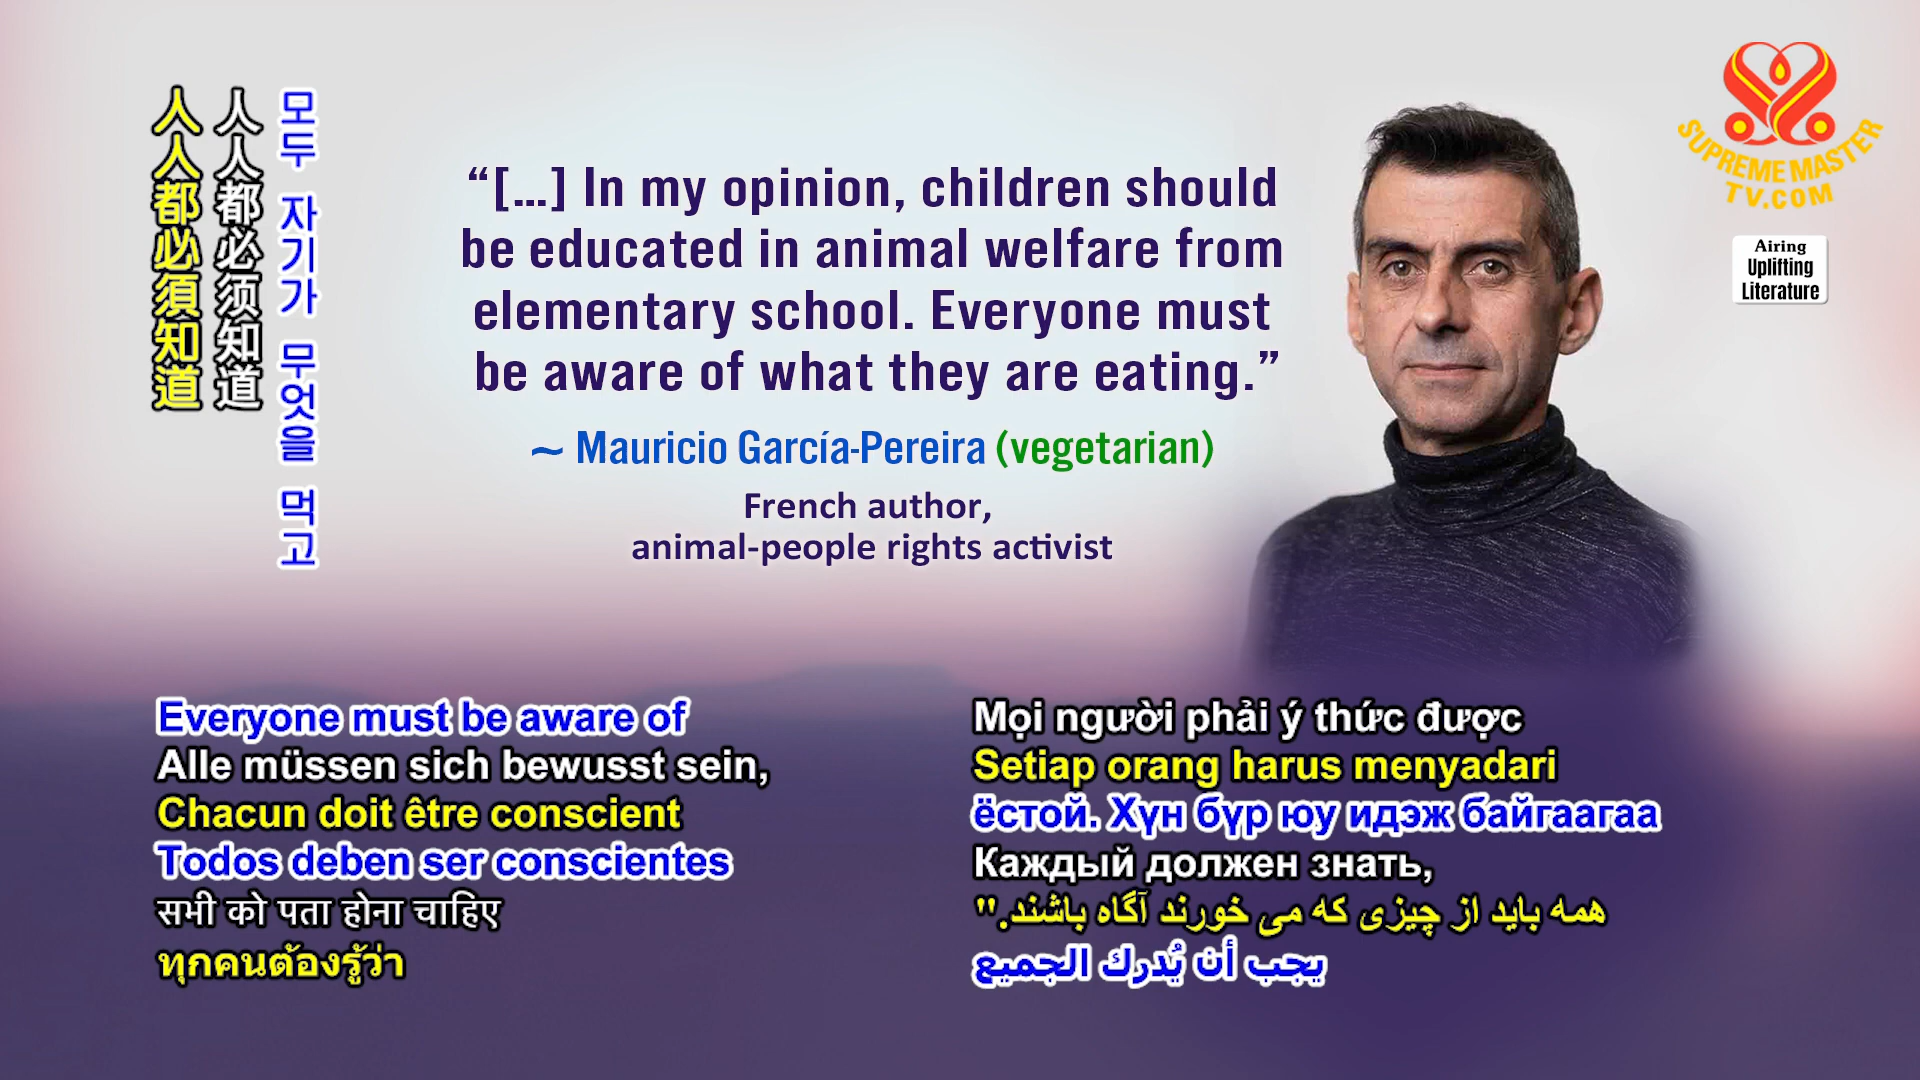 人人都必須知道
人人都必须知道
모두 자기가 무엇을 먹고
“[...] In my opinion, children should
be educated in animal welfare from
elementary school. Everyone must
be aware of what they are eating.”
~ Mauricio García-Pereira (vegetarian)
French author,
animal-people rights activist
SUPREME MASTER
TV.COM
Airing
Uplifting
Literature
Everyone must be aware of
Alle müssen sich bewusst sein,
Chacun doit être conscient
Todos deben ser conscientes
सभी को पता होना चाहिए
ทุกคนต้องรู้ว่า
Mọi người phải ý thức được
Setiap orang harus menyadari
ёстой. Хүн бүр юу идэж байгаагаа
Каждый должен знать,
همه باید از چیزی که می خورند آگاه باشند."
يجب أن يُدرك الجميع